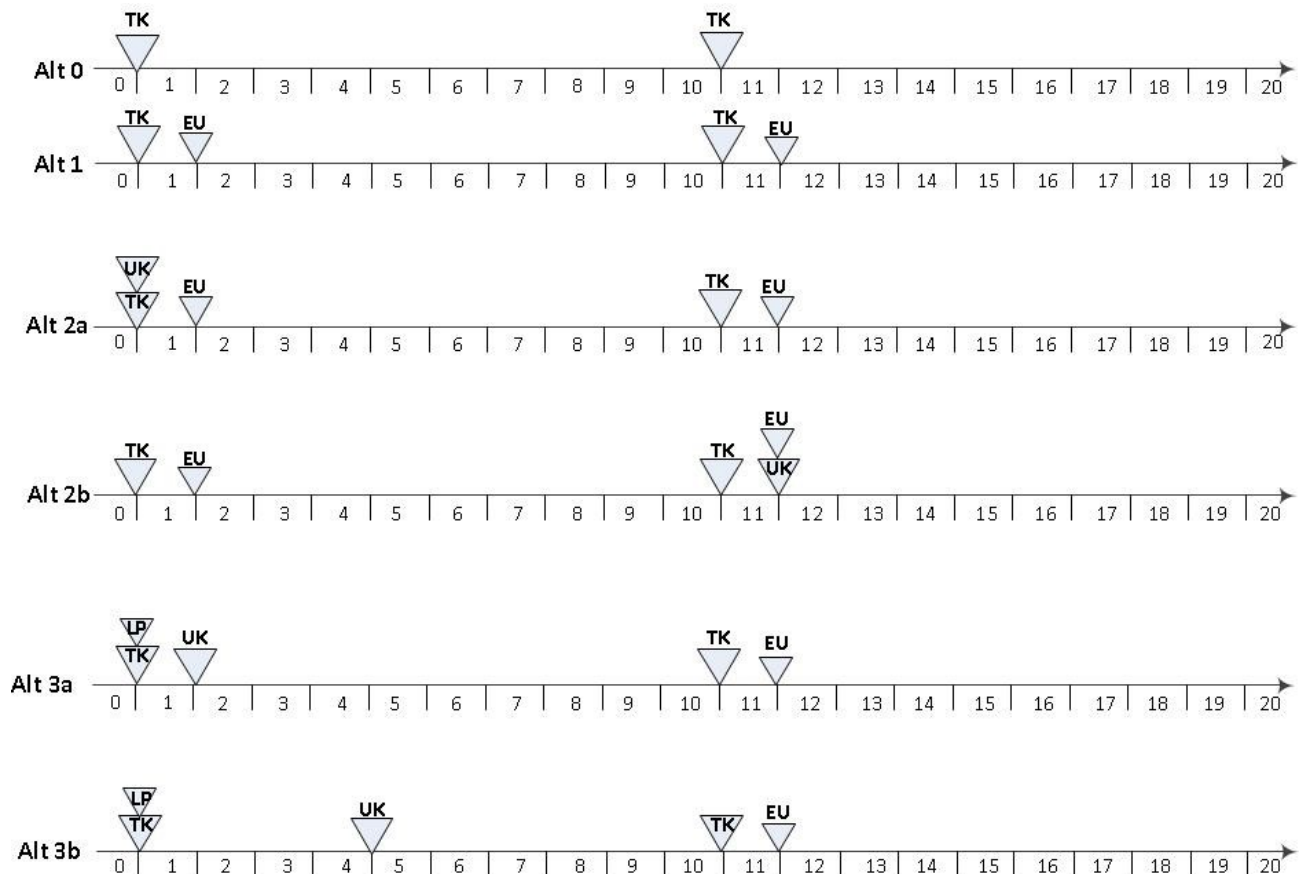 TK TK
Alt 0
0 1 2 3 4 5 6 7 8 9 10 11 12 13 14 15 16 17 18 19 20
TK EU TK EU
Alt 1
0 1 2 3 4 5 6 7 8 9 10 11 12 13 14 15 16 17 18 19 20
UK
TK EU TK EU
Alt 2a
0 1 2 3 4 5 6 7 8 9 10 11 12 13 14 15 16 17 18 19 20
EU
TK EU TK UK
Alt 2b
0 1 2 3 4 5 6 7 8 9 10 11 12 13 14 15 16 17 18 19 20
LP
TK UK TK EU
Alt 3a
0 1 2 3 4 5 6 7 8 9 10 11 12 13 14 15 16 17 18 19 20
LP
TK UK TK EU
Alt 3b
0 1 2 3 4 5 6 7 8 9 10 11 12 13 14 15 16 17 18 19 20